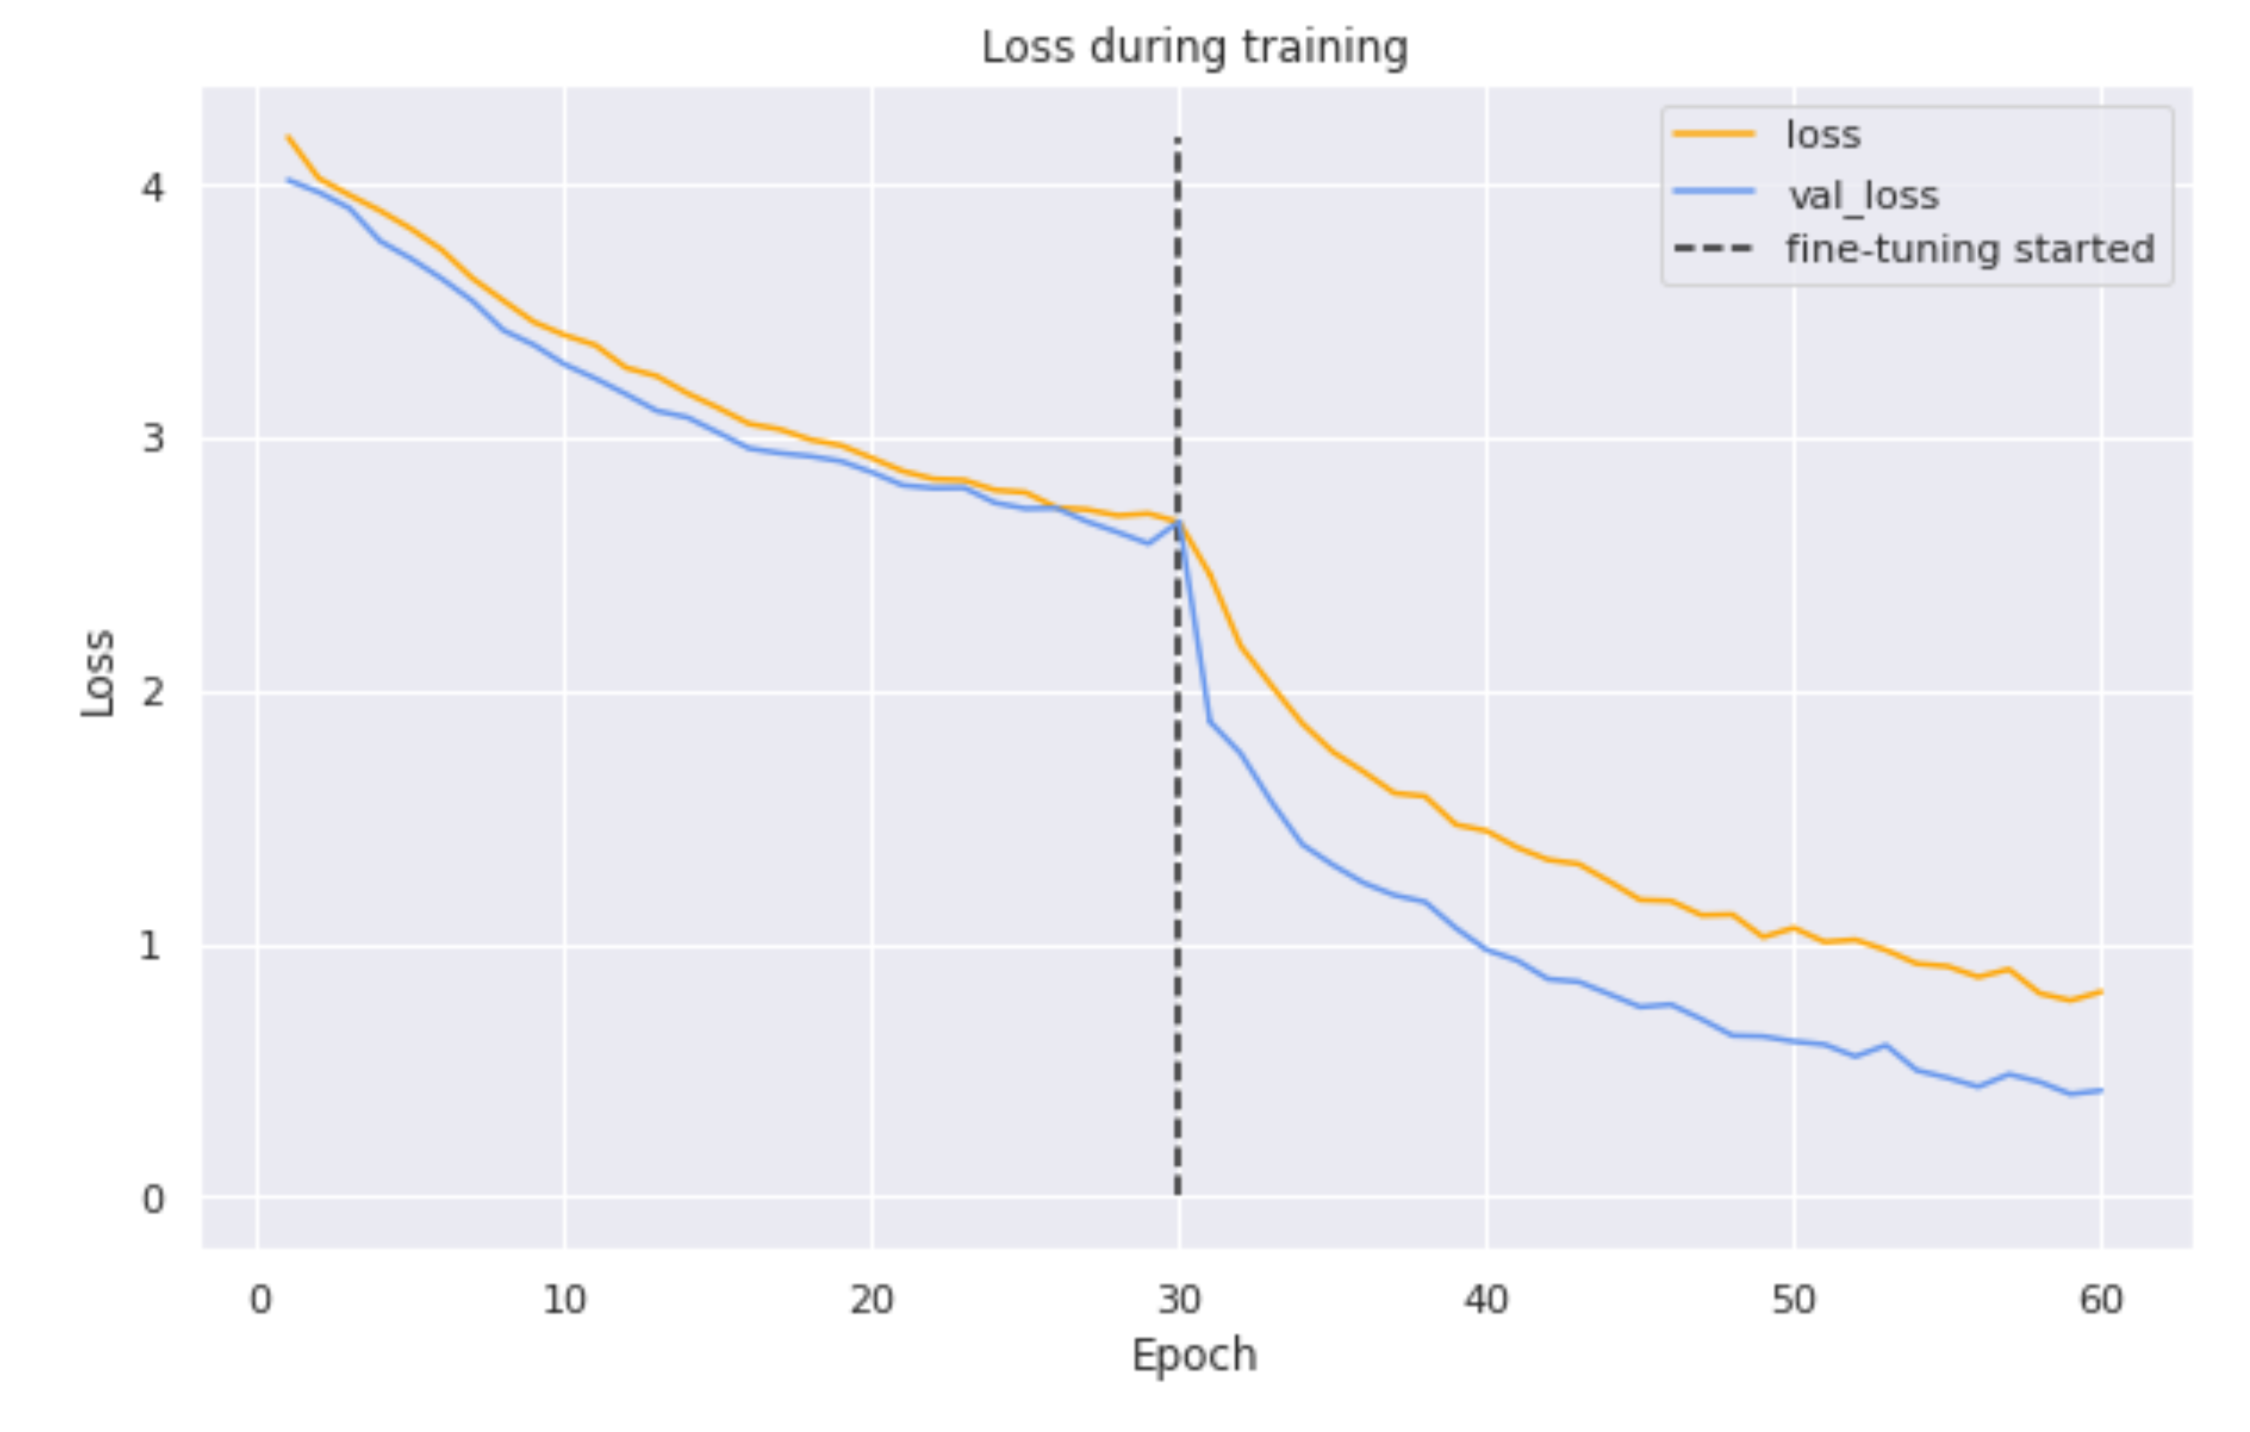 Loss during training
loss
val_loss
fine-tuning started
4
3
2
1
0
Loss
0 10 20 30 40 50 60
Epoch